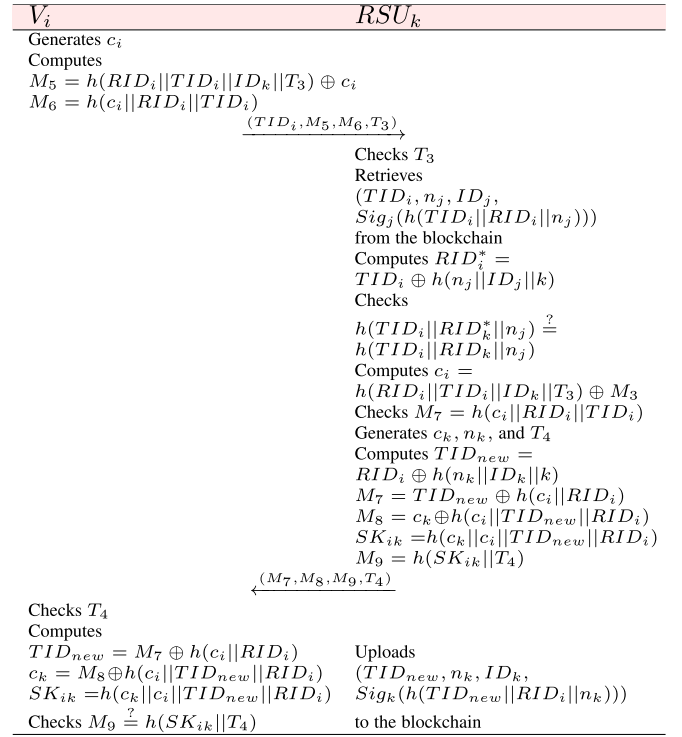 V_i RSU_k
Generates c_i
Computes
M_5 = h(RID_i||TID_i||ID_k||T_3) ⊕ c_i
M_6 = h(c_i||RID_i||TID_i)
(TID_i, M_5, M_6, T_3)
Checks T_3
Retrieves
(TID_i, n_j, ID_j,
Sig_j(h(TID_i||RID_i||n_j)))
from the blockchain
Computes RID_i^* =
TID_i ⊕ h(n_j||ID_j||k)
Checks
h(TID_i||RID_k^*||n_j) ?=
h(TID_i||RID_k||n_j)
Computes c_i =
h(RID_i||TID_i||ID_k||T_3) ⊕ M_3
Checks M_7 = h(c_i||RID_i||TID_i)
Generates c_k, n_k, and T_4
Computes TID_new =
RID_i ⊕ h(n_k||ID_k||k)
M_7 = TID_new ⊕ h(c_i||RID_i)
M_8 = c_k⊕h(c_i||TID_new||RID_i)
SK_ik =h(c_k||c_i||TID_new||RID_i)
M_9 = h(SK_ik||T_4)
(M_7, M_8, M_9, T_4)
Checks T_4
Computes
TID_new = M_7 ⊕ h(c_i||RID_i)
c_k = M_8⊕h(c_i||TID_new||RID_i)
SK_ik =h(c_k||c_i||TID_new||RID_i)
Checks M_9 ?= h(SK_ik||T_4)
Uploads
(TID_new, n_k, ID_k,
Sig_k(h(TID_new||RID_i||n_k)))
to the blockchain